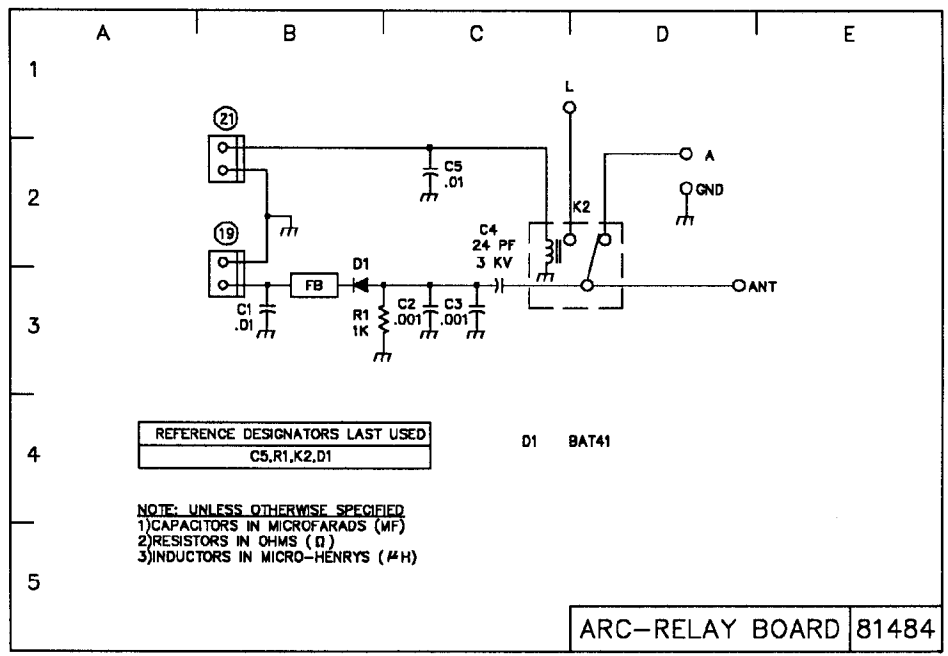 A B C D E
1
L
21
A
C5
.01
2
GND
K2
C4
24 PF
3 KV
19
D1
FB
ANT
C1
.01
R1
1K
C2
.001
C3
.001
3
REFERENCE DESIGNATORS LAST USED
C5,R1,K2,D1
D1 BAT41
4
NOTE: UNLESS OTHERWISE SPECIFIED
1)CAPACITORS IN MICROFARADS (MF)
2)RESISTORS IN OHMS (Ω)
3)INDUCTORS IN MICRO-HENRYS (µH)
5
ARC-RELAY BOARD 81484